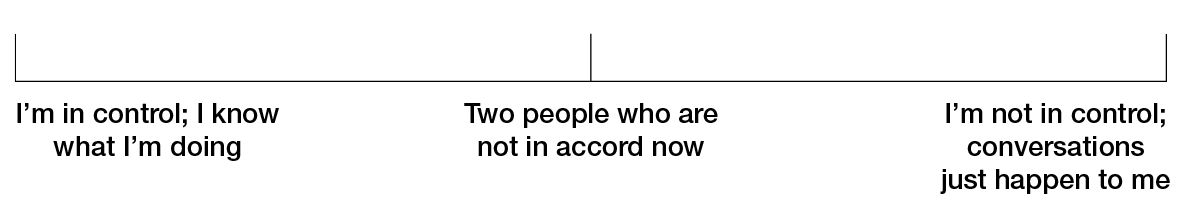 I’m in control; I know
what I’m doing
Two people who are
not in accord now
I’m not in control;
conversations
just happen to me